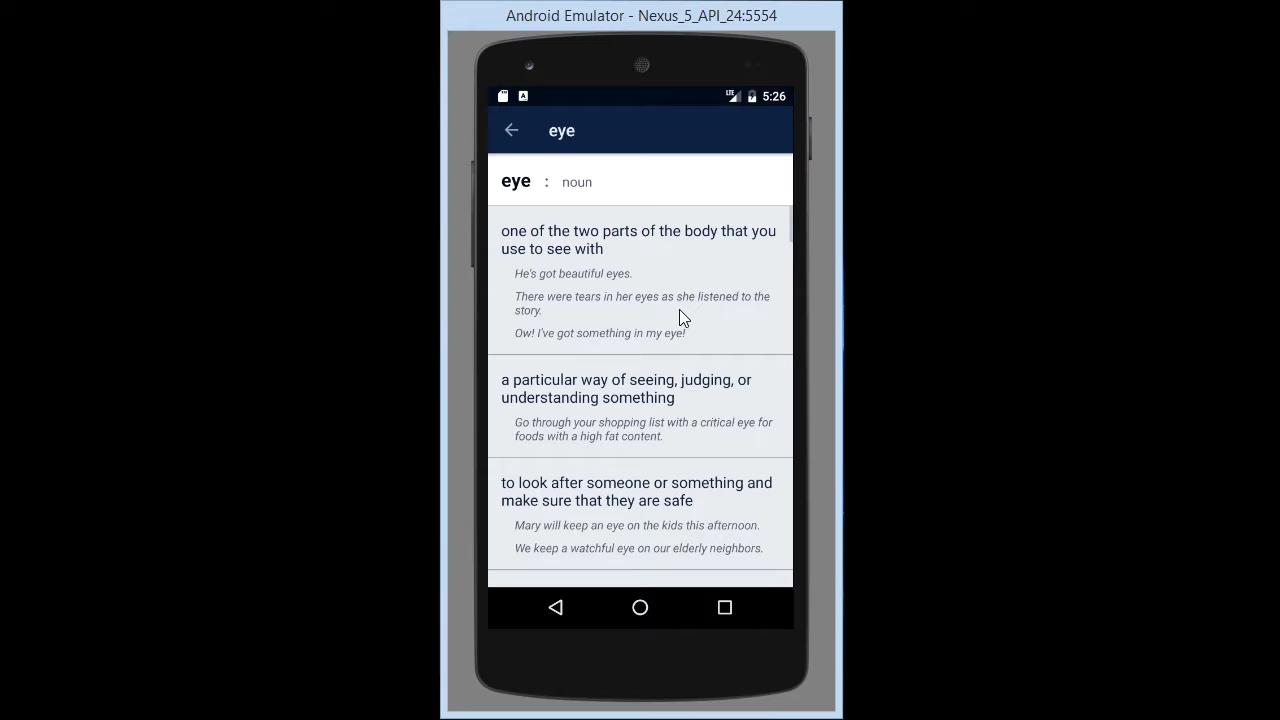 Android Emulator - Nexus_5_API_24:5554
LTE 5:26
eye
eye : noun
one of the two parts of the body that you
use to see with
He's got beautiful eyes.
There were tears in her eyes as she listened to the
story.
Ow! I've got something in my eye!
a particular way of seeing, judging, or
understanding something
Go through your shopping list with a critical eye for
foods with a high fat content.
to look after someone or something and
make sure that they are safe
Mary will keep an eye on the kids this afternoon.
We keep a watchful eye on our elderly neighbors.